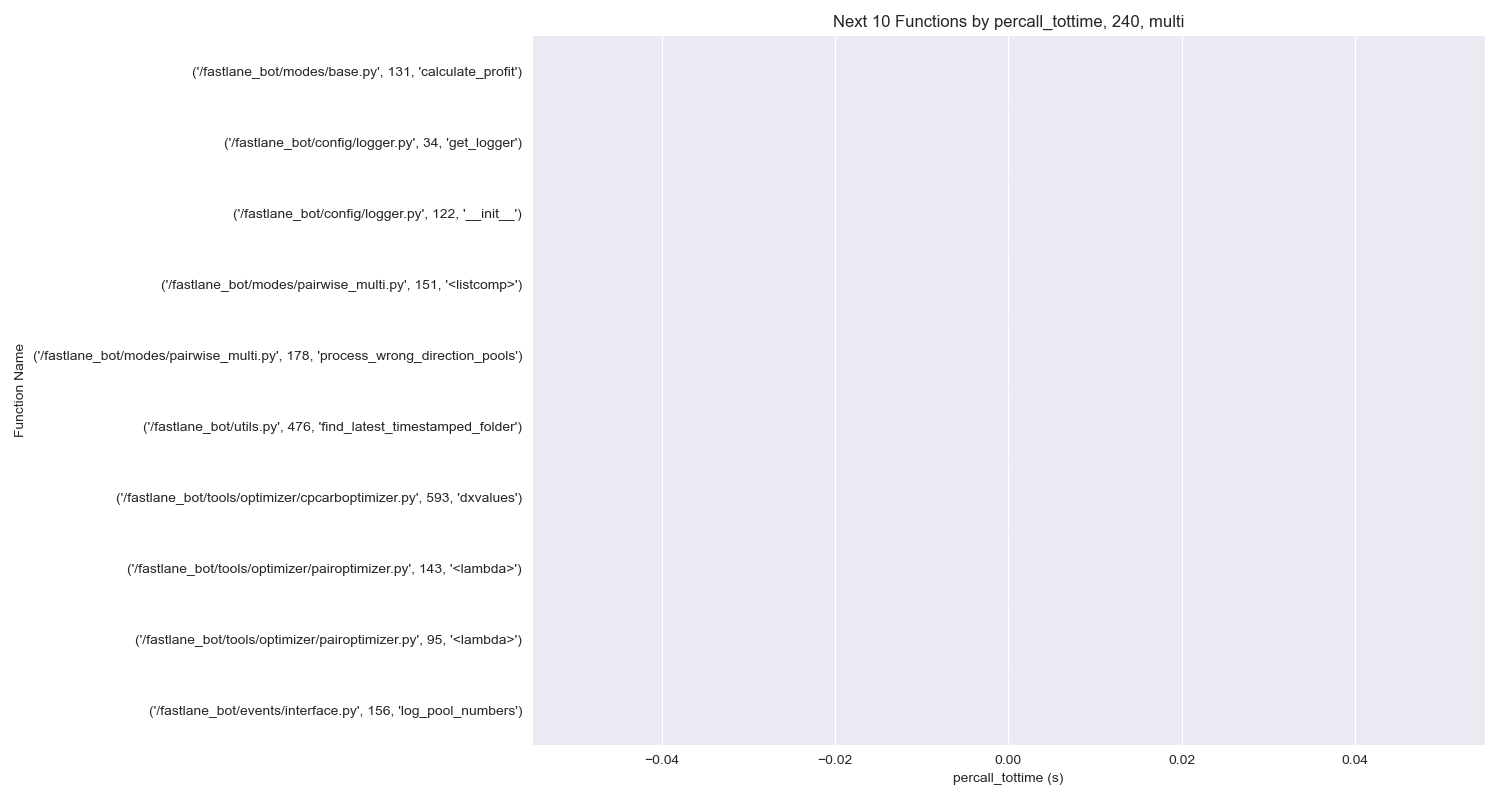 Next 10 Functions by percall_tottime, 240, multi
('/fastlane_bot/modes/base.py', 131, 'calculate_profit')
('/fastlane_bot/config/logger.py', 34, 'get_logger')
('/fastlane_bot/config/logger.py', 122, '__init__')
('/fastlane_bot/modes/pairwise_multi.py', 151, '<listcomp>')
('/fastlane_bot/modes/pairwise_multi.py', 178, 'process_wrong_direction_pools')
('/fastlane_bot/utils.py', 476, 'find_latest_timestamped_folder')
('/fastlane_bot/tools/optimizer/cpcarboptimizer.py', 593, 'dxvalues')
('/fastlane_bot/tools/optimizer/pairoptimizer.py', 143, '<lambda>')
('/fastlane_bot/tools/optimizer/pairoptimizer.py', 95, '<lambda>')
('/fastlane_bot/events/interface.py', 156, 'log_pool_numbers')
Function Name
−0.04 −0.02 0.00 0.02 0.04
percall_tottime (s)